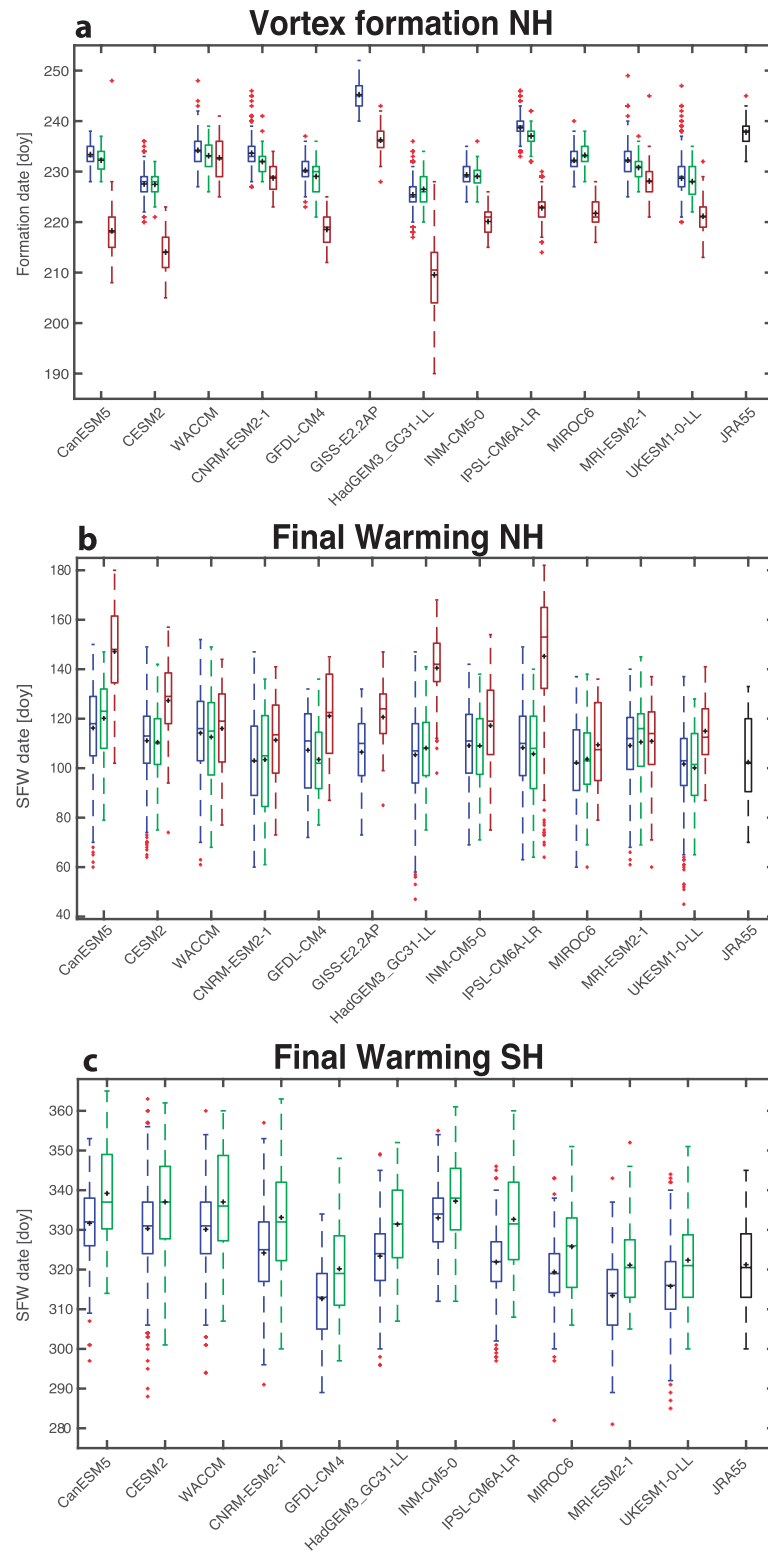 a
Vortex formation NH
Formation date [doy]
250
240
230
220
210
200
190
CanESM5
CESM2
WACCM
CNRM-ESM2-1
GFDL-CM4
GISS-E2.2AP
HadGEM3_GC31-LL
INM-CM5-0
IPSL-CM6A-LR
MIROC6
MRI-ESM2-1
UKESM1-0-LL
JRA55
b
Final Warming NH
SFW date [doy]
180
160
140
120
100
80
60
40
CanESM5
CESM2
WACCM
CNRM-ESM2-1
GFDL-CM4
GISS-E2.2AP
HadGEM3_GC31-LL
INM-CM5-0
IPSL-CM6A-LR
MIROC6
MRI-ESM2-1
UKESM1-0-LL
JRA55
c
Final Warming SH
SFW date [doy]
360
350
340
330
320
310
300
290
280
CanESM5
CESM2
WACCM
CNRM-ESM2-1
GFDL-CM4
HadGEM3_GC31-LL
INM-CM5-0
IPSL-CM6A-LR
MIROC6
MRI-ESM2-1
UKESM1-0-LL
JRA55